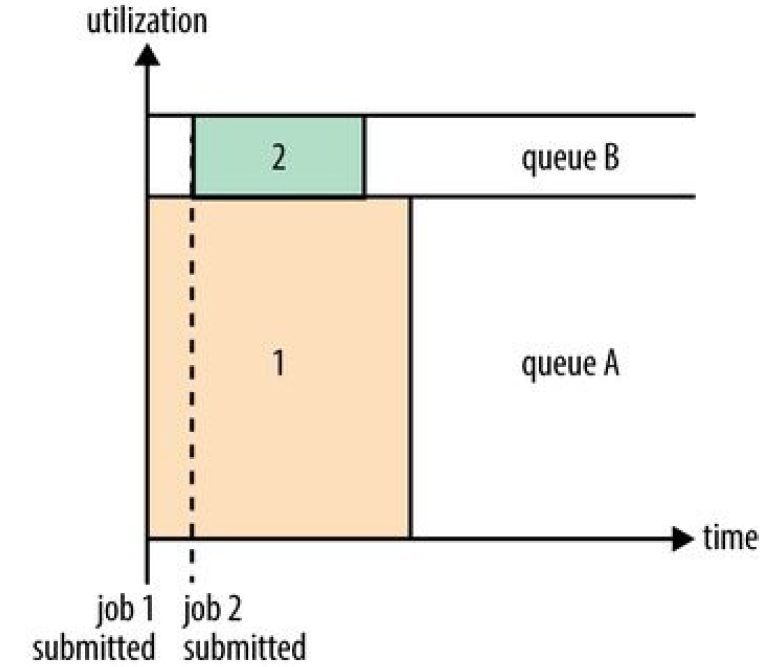 utilization
2
queue B
1
queue A
time
job 1
submitted
job 2
submitted